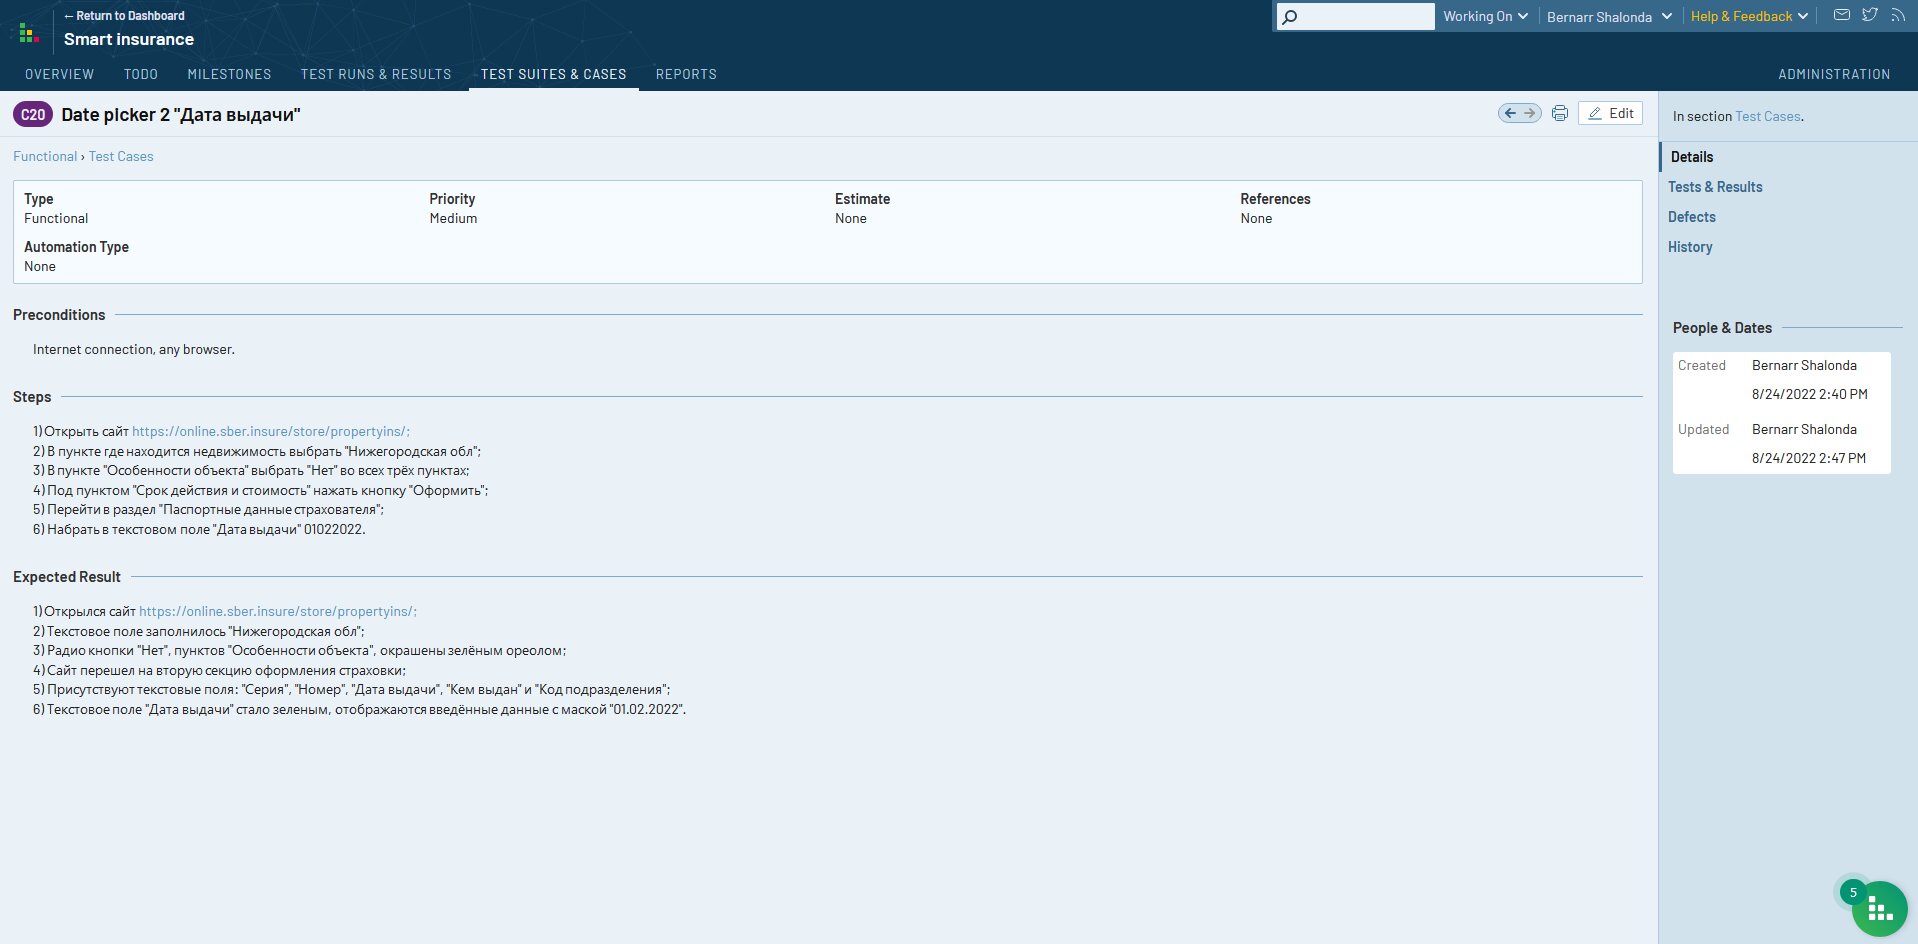 ← Return to Dashboard
Smart insurance
Working On
Bernarr Shalonda
Help & Feedback
OVERVIEW TODO MILESTONES TEST RUNS & RESULTS TEST SUITES & CASES REPORTS ADMINISTRATION
C20 Date picker 2 "Дата выдачи"
Edit
Functional › Test Cases
Type Priority Estimate References
Functional Medium None None
Automation Type
None
Preconditions
Internet connection, any browser.
Steps
1) Открыть сайт https://online.sber.insure/store/propertyins/;
2) В пункте где находится недвижимость выбрать "Нижегородская обл";
3) В пункте "Особенности объекта" выбрать "Нет" во всех трёх пунктах;
4) Под пунктом "Срок действия и стоимость" нажать кнопку "Оформить";
5) Перейти в раздел "Паспортные данные страхователя";
6) Набрать в текстовом поле "Дата выдачи" 01022022.
Expected Result
1) Открылся сайт https://online.sber.insure/store/propertyins/;
2) Текстовое поле заполнилось "Нижегородская обл";
3) Радио кнопки "Нет", пунктов "Особенности объекта", окрашены зелёным ореолом;
4) Сайт перешел на вторую секцию оформления страховки;
5) Присутствуют текстовые поля: "Серия", "Номер", "Дата выдачи", "Кем выдан" и "Код подразделения";
6) Текстовое поле "Дата выдачи" стало зеленым, отображаются введённые данные с маской "01.02.2022".
In section Test Cases.
Details
Tests & Results
Defects
History
People & Dates
Created Bernarr Shalonda
8/24/2022 2:40 PM
Updated Bernarr Shalonda
8/24/2022 2:47 PM
5